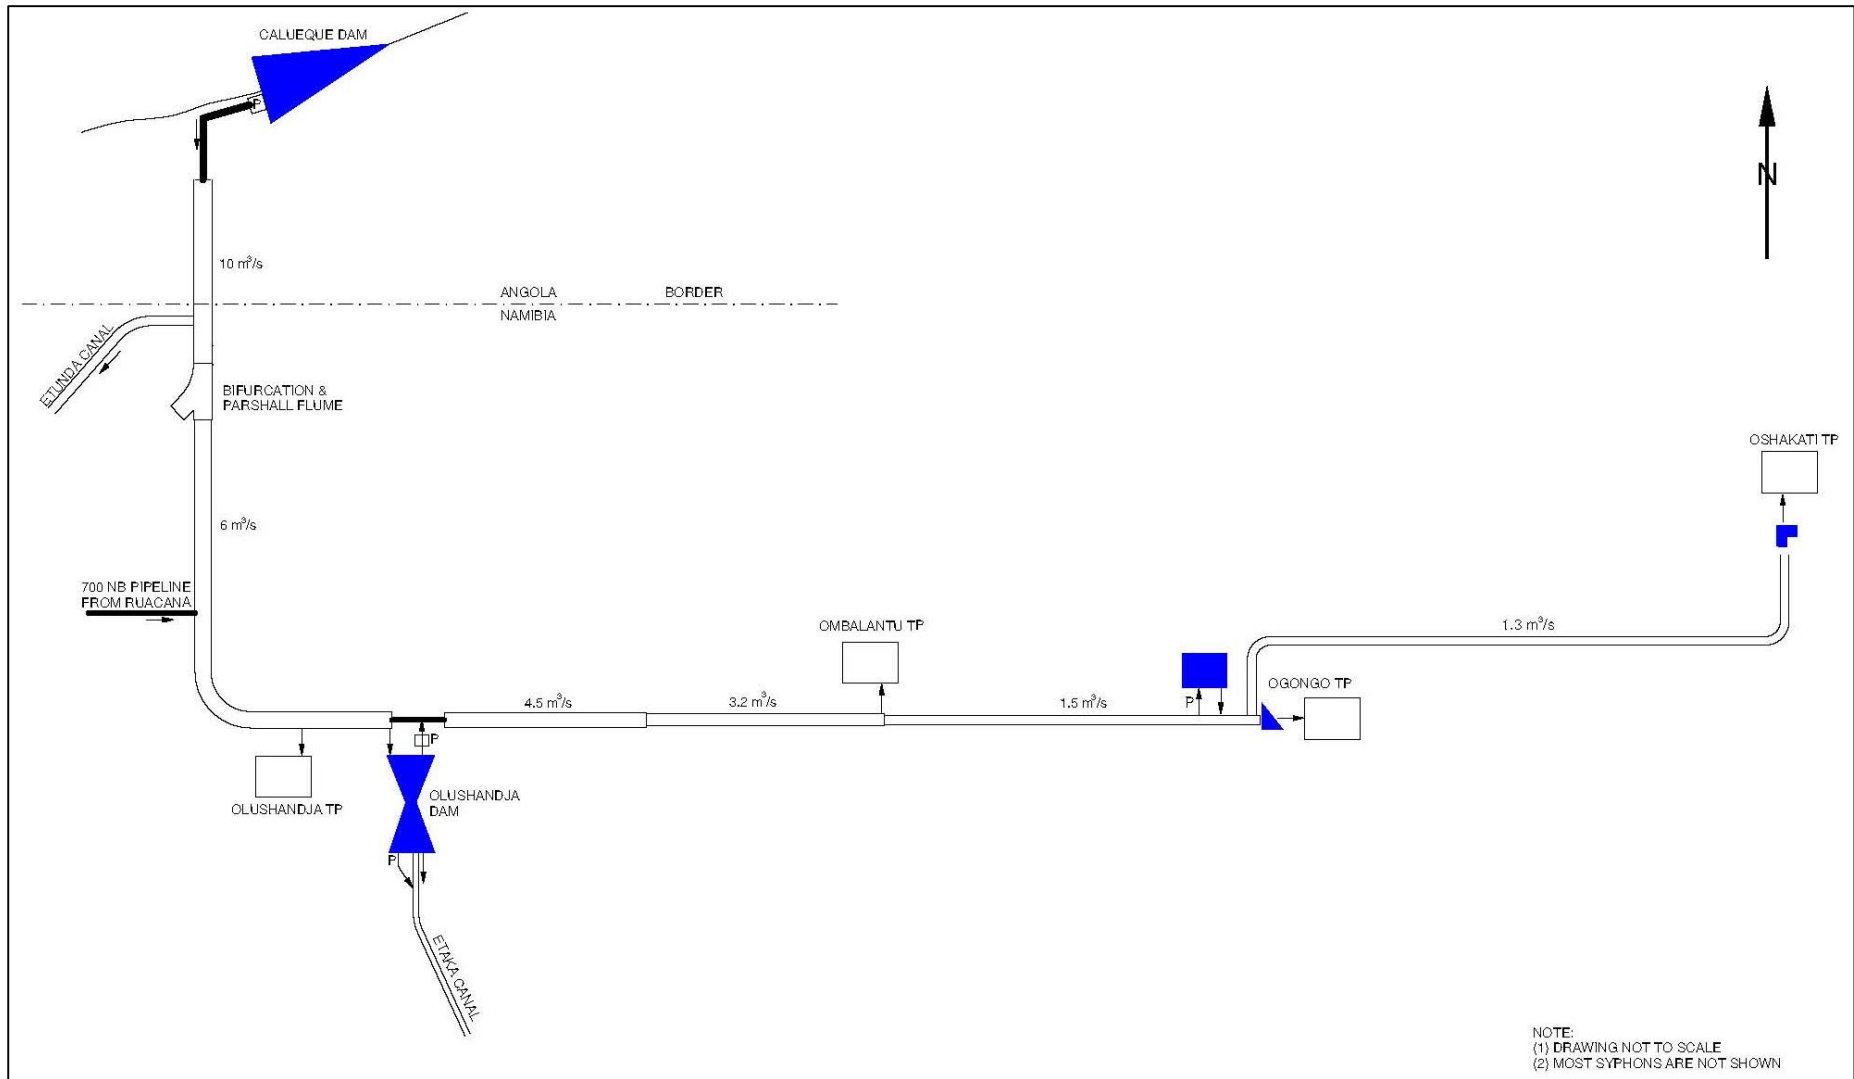 CALUEQUE DAM
P
N
10 m³/s
ANGOLA BORDER
NAMIBIA
ETUNDA CANAL
BIFURCATION &
PARSHALL FLUME
OSHAKATI TP
6 m³/s
700 NB PIPELINE
FROM RUACANA
OMBALANTU TP
1.3 m³/s
OGONGO TP
4.5 m³/s
3.2 m³/s
1.5 m³/s
P
P
OLUSHANDJA TP
OLUSHANDJA
DAM
P
ETAKA CANAL
NOTE:
(1) DRAWING NOT TO SCALE
(2) MOST SYPHONS ARE NOT SHOWN